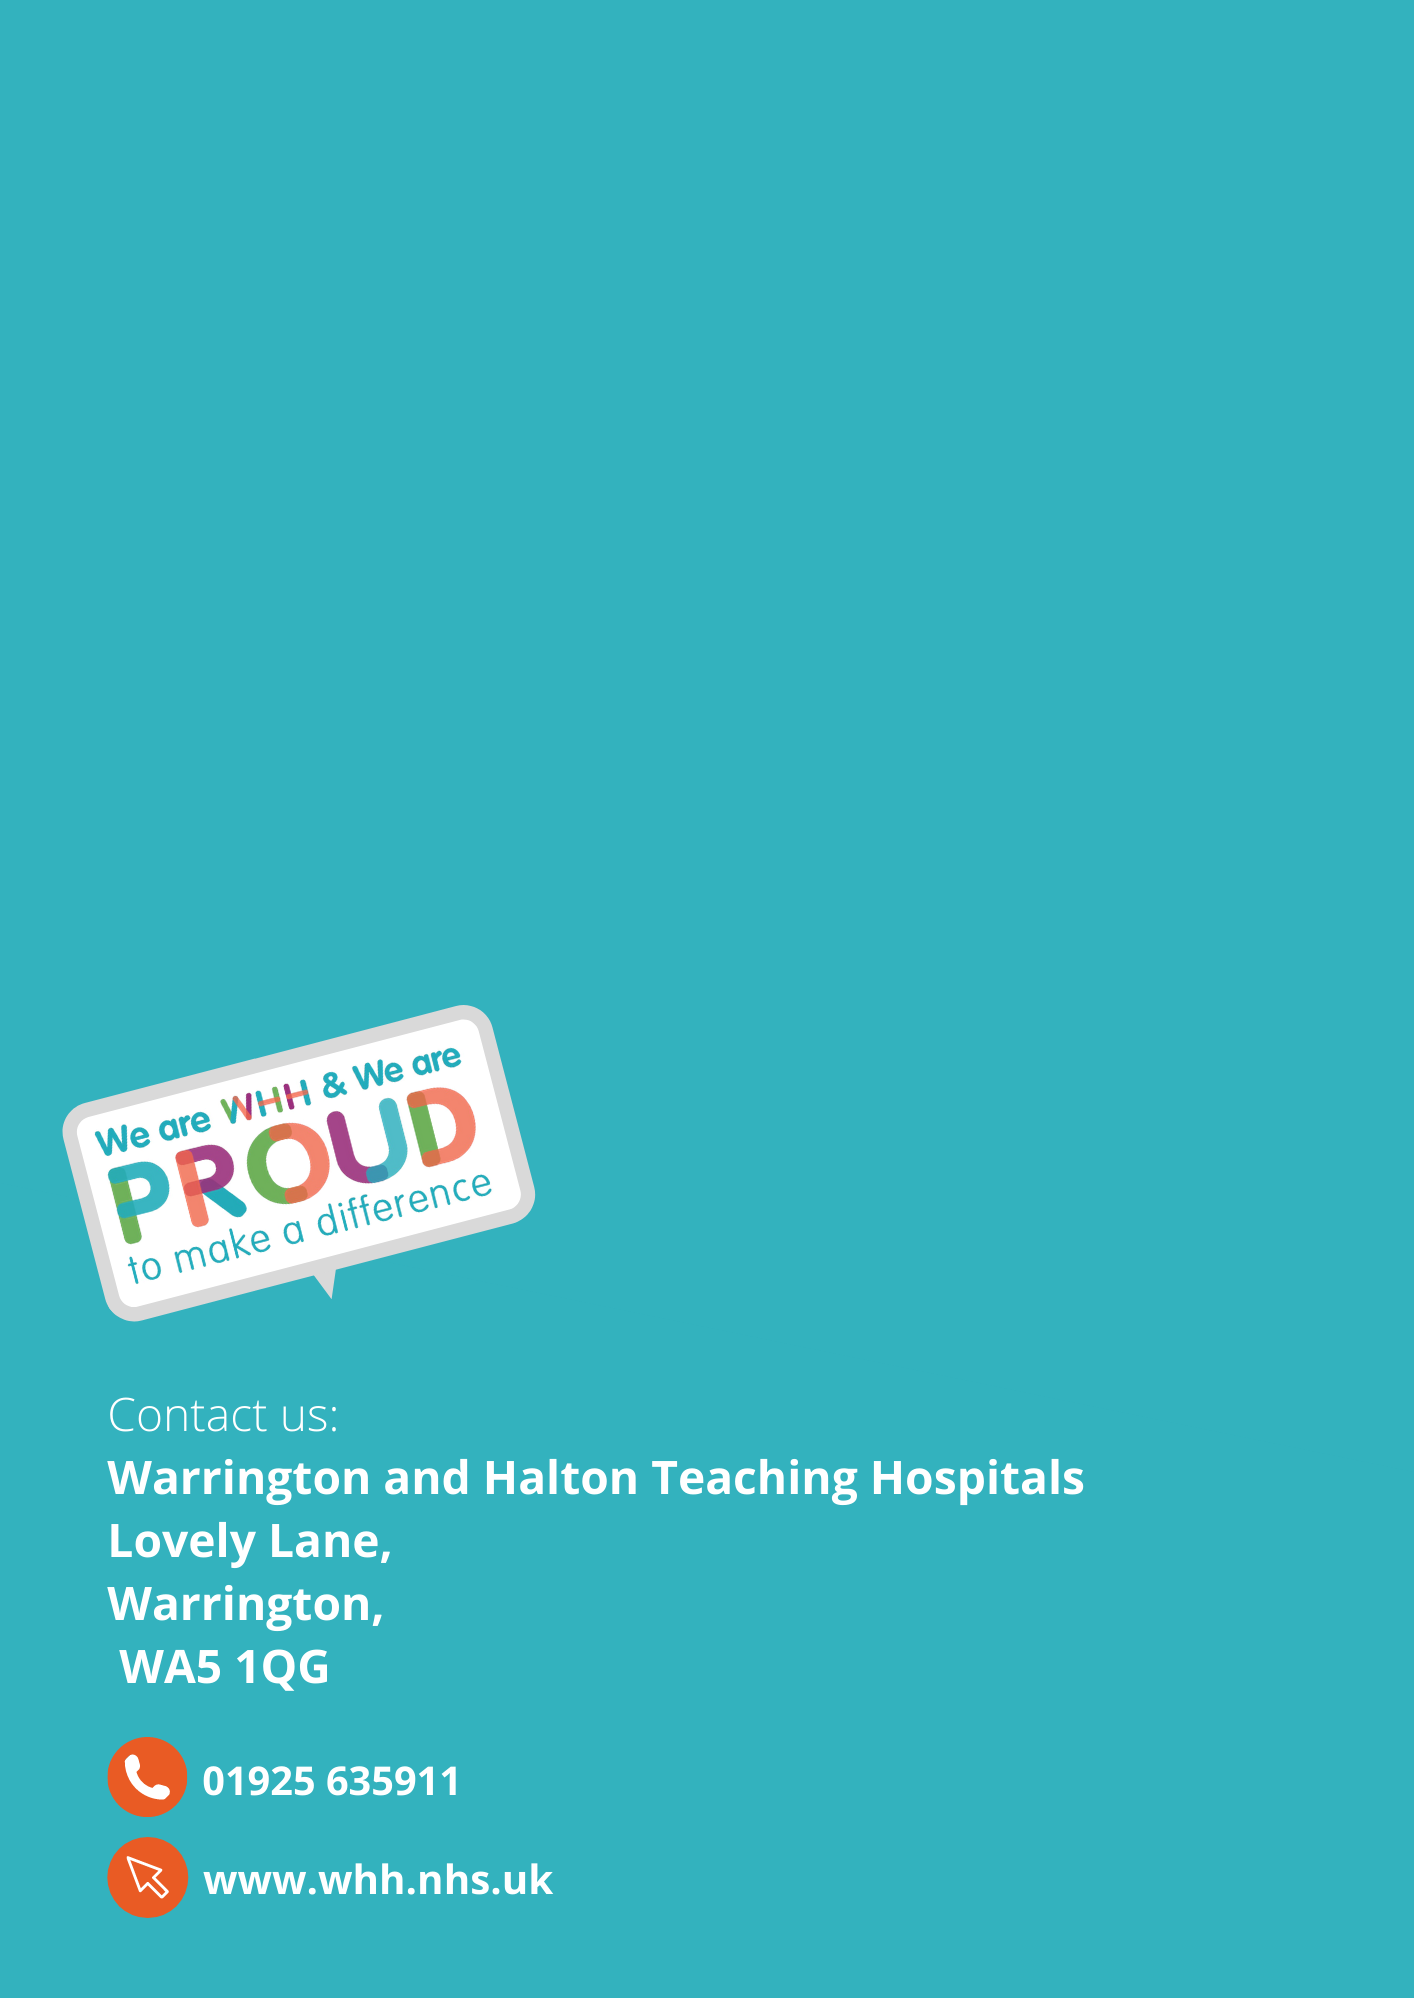 We are WHH & We are
PROUD
to make a difference
Contact us:
Warrington and Halton Teaching Hospitals
Lovely Lane,
Warrington,
WA5 1QG
01925 635911
www.whh.nhs.uk